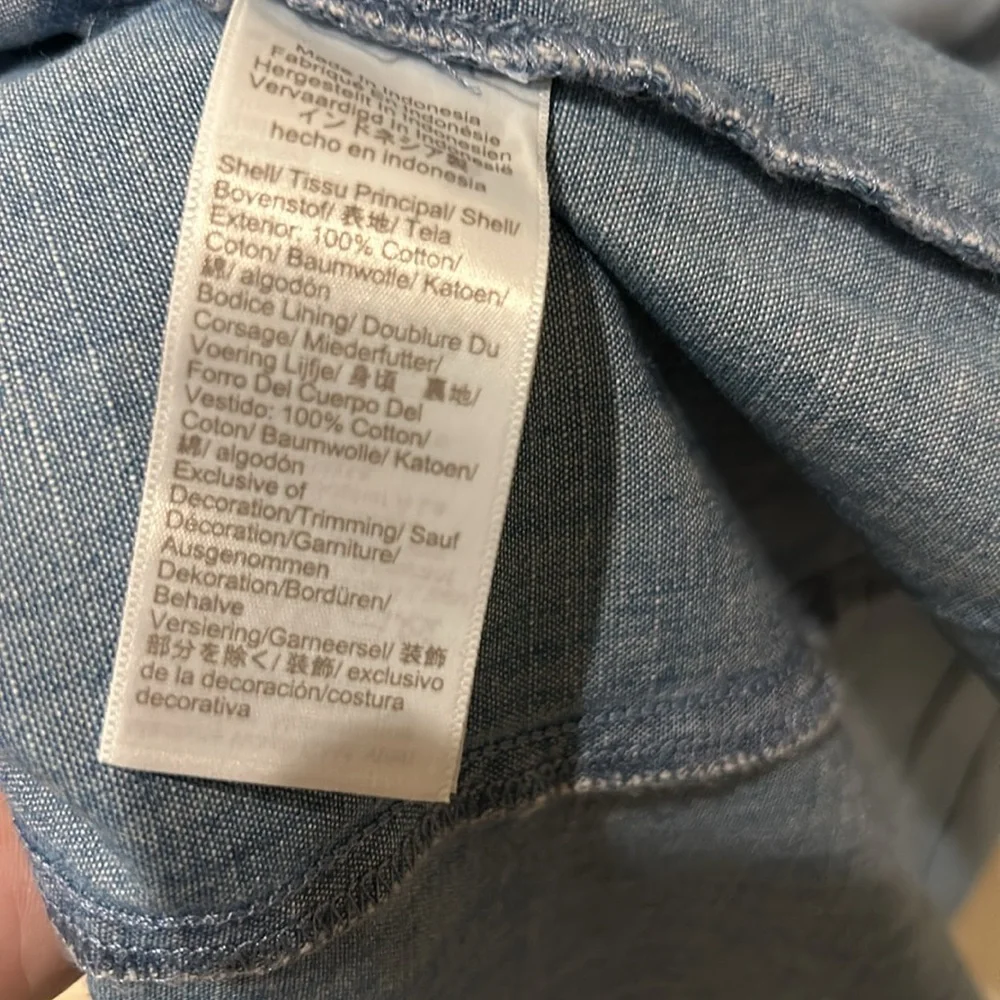 Made in Indonesia
Fabriqué en Indonésie
Hergestellt in Indonesien
Vervaardigd in Indonesië
インドネシア製
hecho en indonesia
Shell/ Tissu Principal/ Shell/
Bovenstof/ 表地/ Tela
Exterior: 100% Cotton/
Coton/ Baumwolle/ Katoen/
綿/ algodón
Bodice Lining/ Doublure Du
Corsage/ Miederfutter/
Voering Lijfje/ 身頃 裏地/
Forro Del Cuerpo Del
Vestido: 100% Cotton/
Coton/ Baumwolle/ Katoen/
綿/ algodón
Exclusive of
Decoration/Trimming/ Sauf
Décoration/Garniture/
Ausgenommen
Dekoration/Bordüren/
Behalve
Versiering/Garneersel/ 装飾
部分を除く/ 装飾/ exclusivo
de la decoración/costura
decorativa